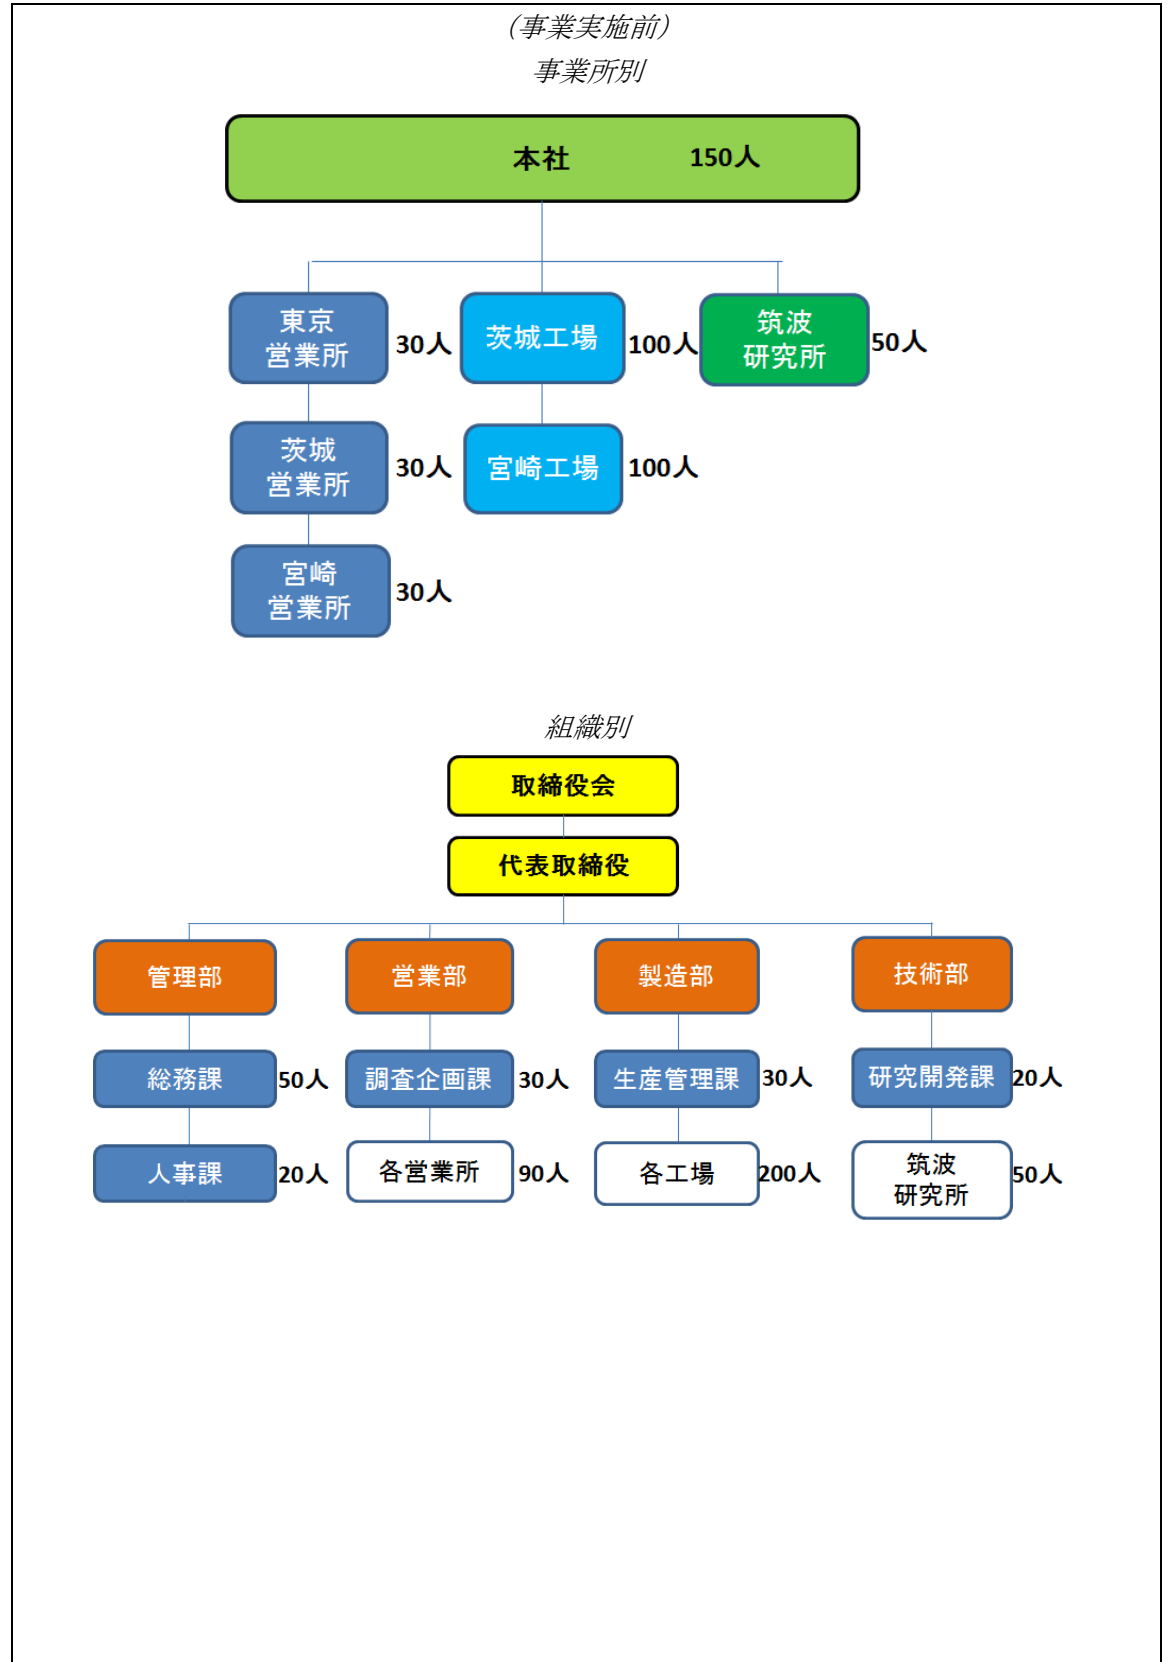 （事業実施前）
事業所別
本社 150人
東京
営業所
30人
茨城工場
100人
筑波
研究所
50人
茨城
営業所
30人
宮崎工場
100人
宮崎
営業所
30人
組織別
取締役会
代表取締役
管理部
営業部
製造部
技術部
総務課
50人
調査企画課
30人
生産管理課
30人
研究開発課
20人
人事課
20人
各営業所
90人
各工場
200人
筑波
研究所
50人